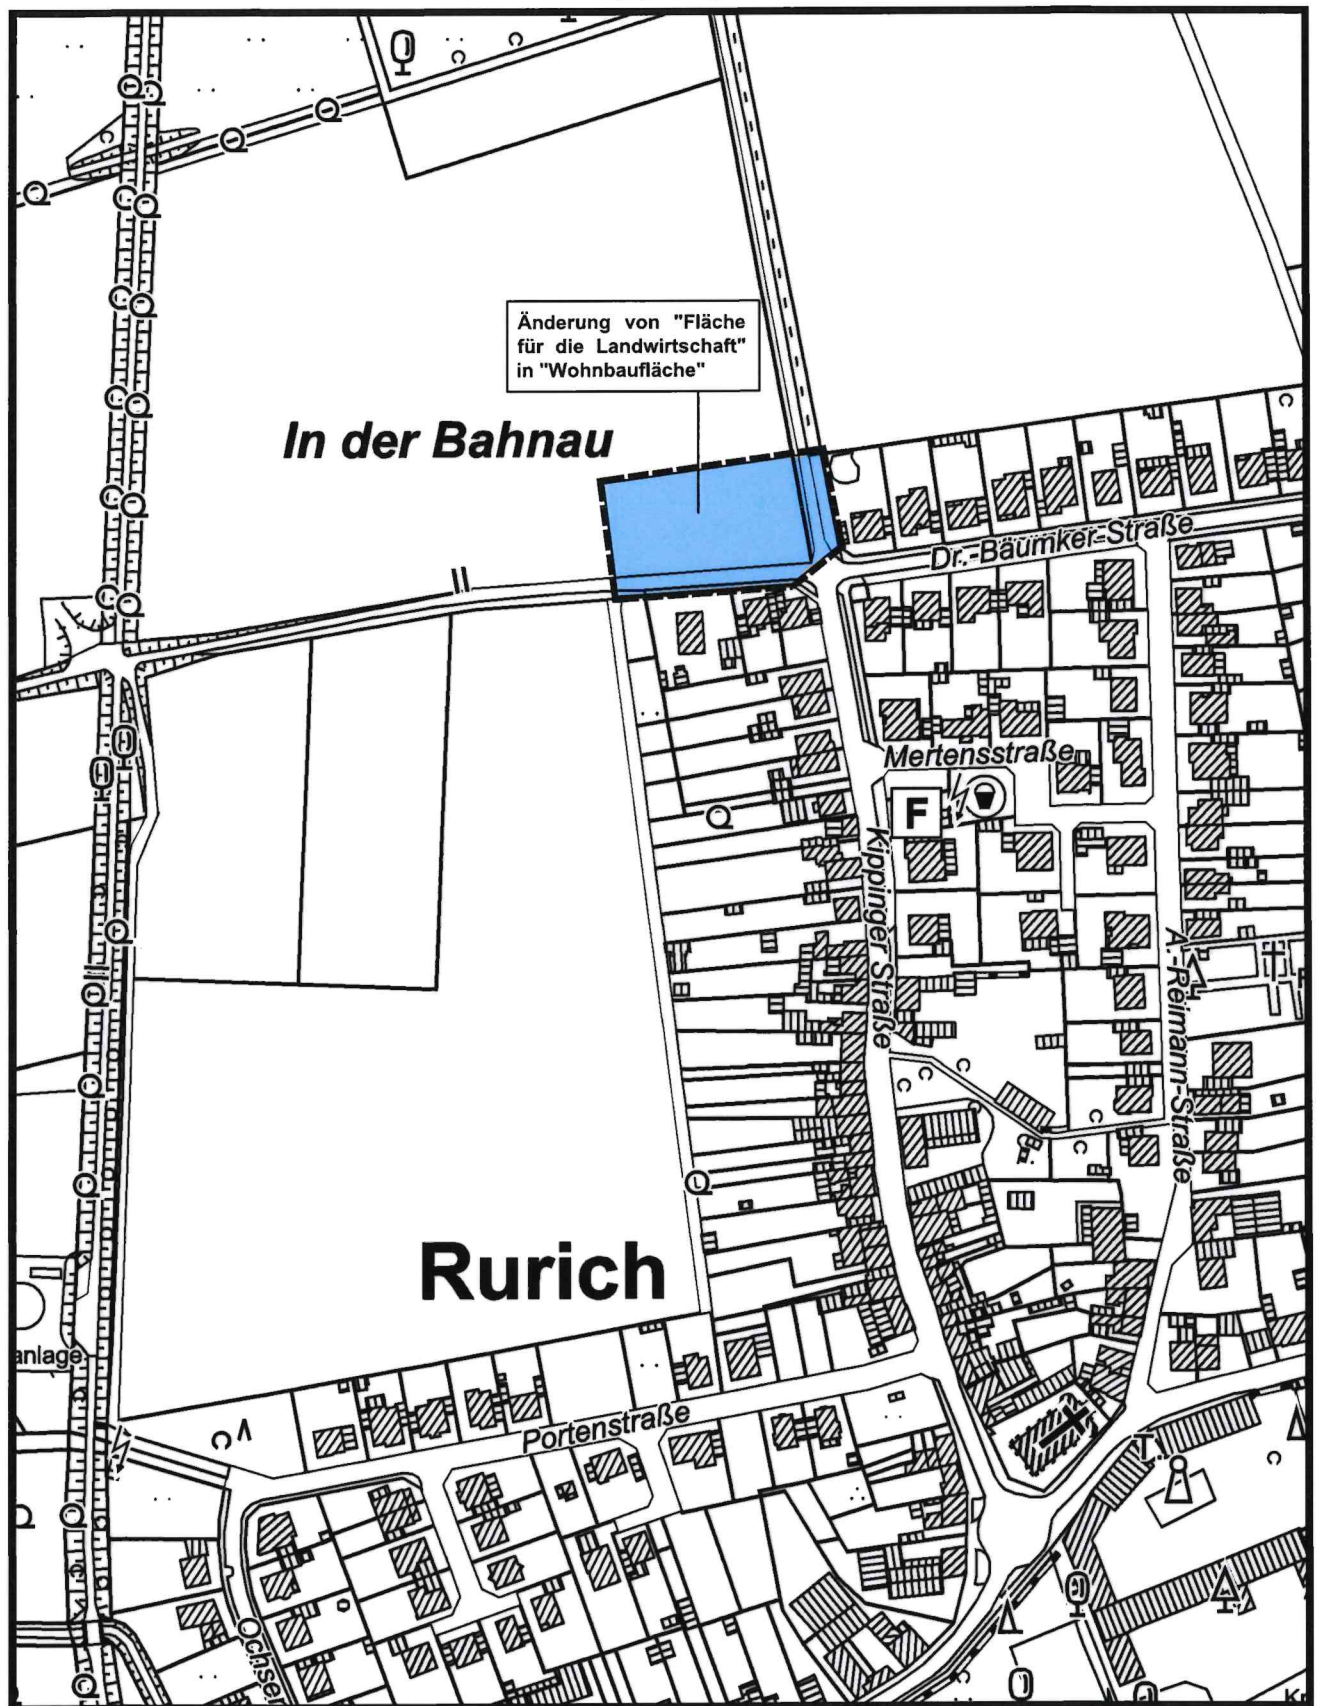 Änderung von "Fläche
für die Landwirtschaft"
in "Wohnbaufläche"
In der Bahnau
Dr.-Bäumker-Straße
Mertensstraße
F
Kippinger Straße
A.-Reimann-Straße
Rurich
anlage
Portenstraße
Ochsen